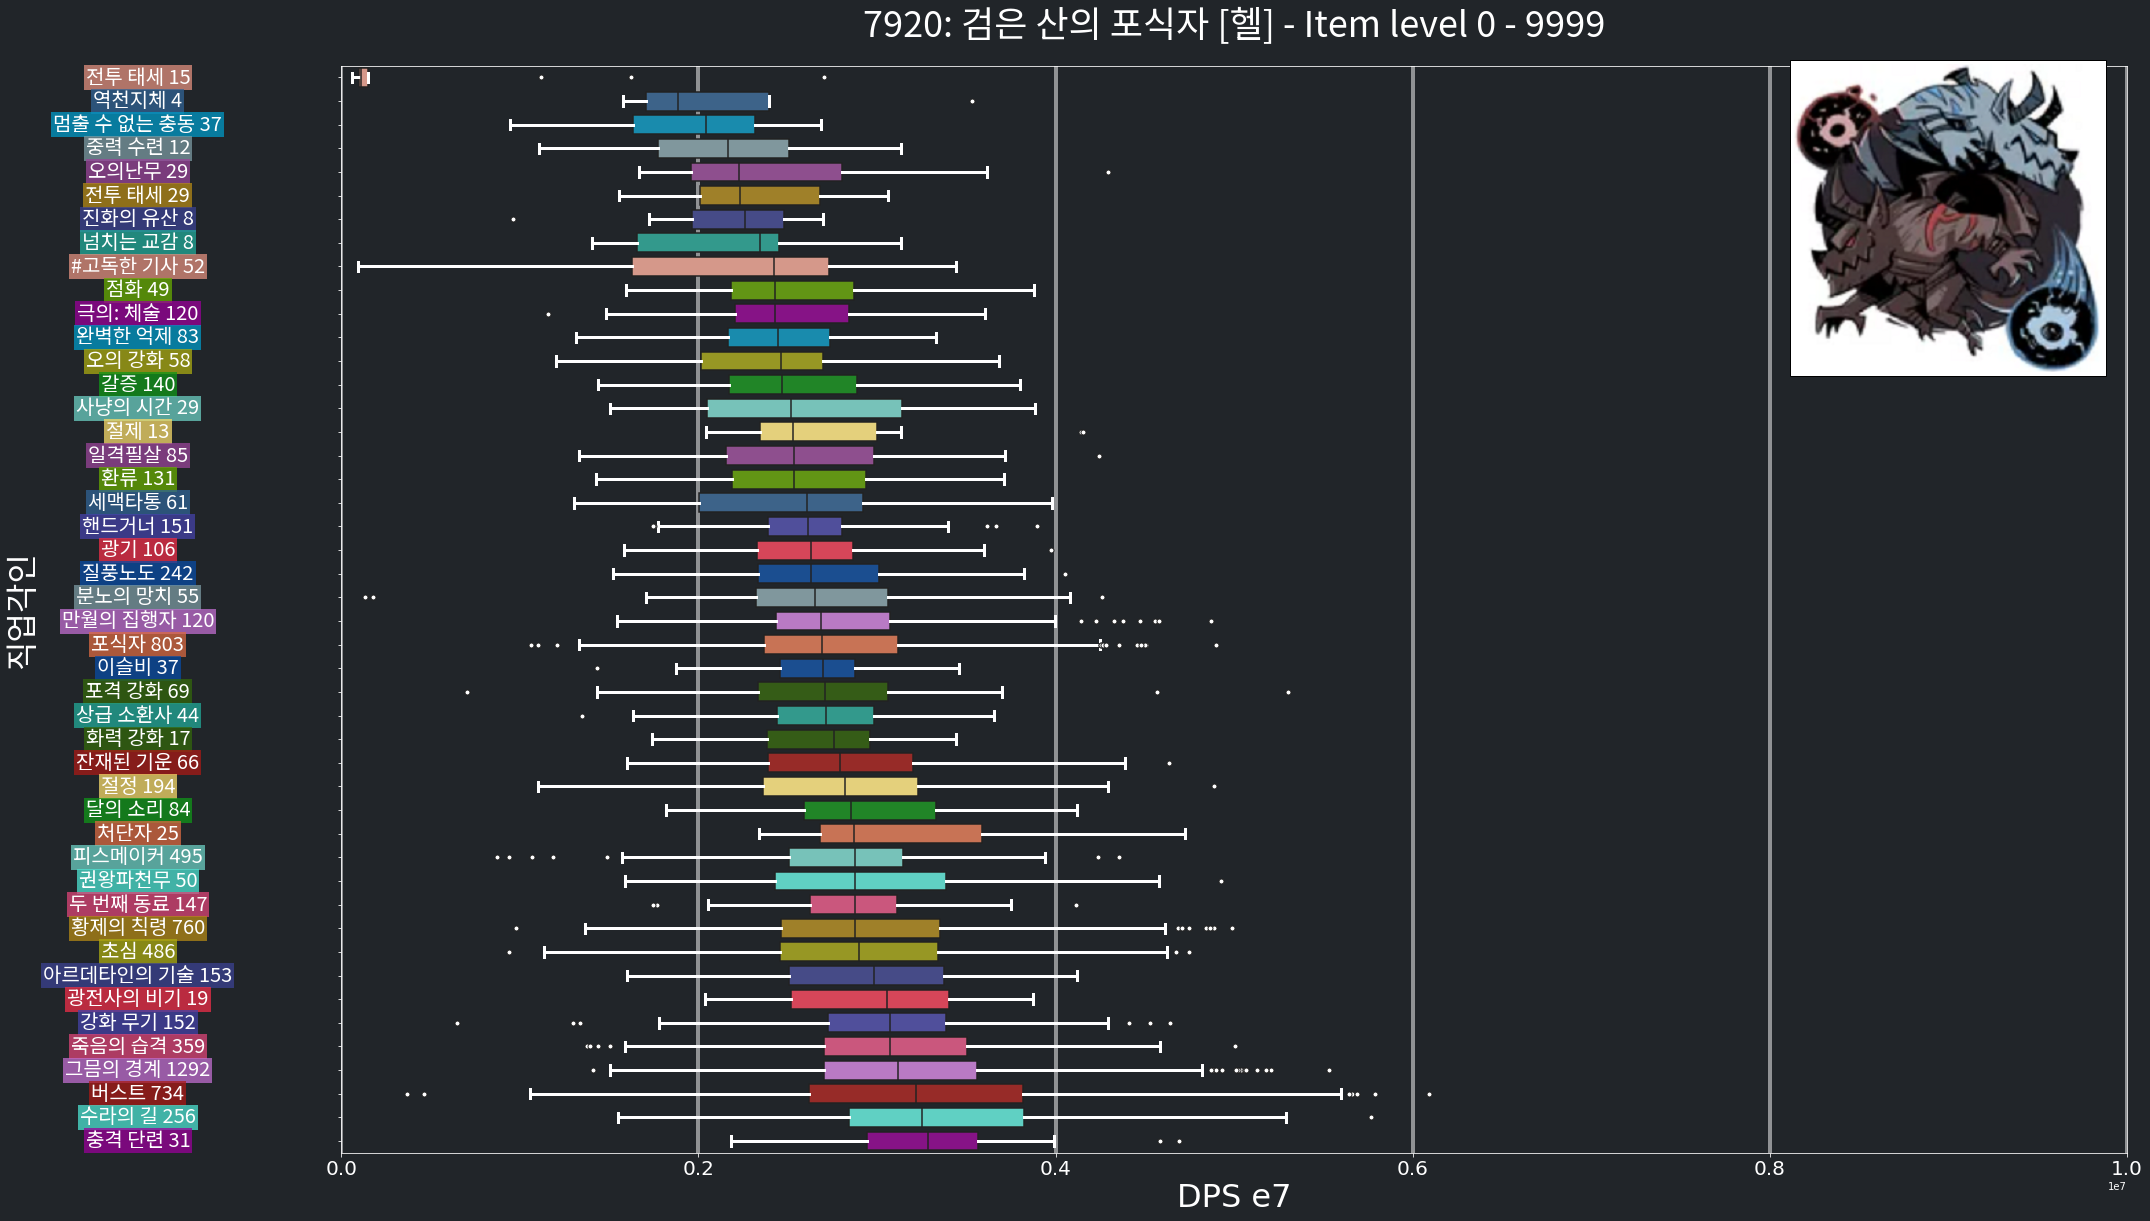 7920: 검은 산의 포식자 [헬] - Item level 0 - 9999
직업각인
전투 태세 15
역천지체 4
멈출 수 없는 충동 37
중력 수련 12
오의난무 29
전투 태세 29
진화의 유산 8
넘치는 교감 8
#고독한 기사 52
점화 49
극의: 체술 120
완벽한 억제 83
오의 강화 58
갈증 140
사냥의 시간 29
절제 13
일격필살 85
환류 131
세맥타통 61
핸드거너 151
광기 106
질풍노도 242
분노의 망치 55
만월의 집행자 120
포식자 803
이슬비 37
포격 강화 69
상급 소환사 44
화력 강화 17
잔재된 기운 66
절정 194
달의 소리 84
처단자 25
피스메이커 495
권왕파천무 50
두 번째 동료 147
황제의 칙령 760
초심 486
아르데타인의 기술 153
광전사의 비기 19
강화 무기 152
죽음의 습격 359
그믐의 경계 1292
버스트 734
수라의 길 256
충격 단련 31
0.0 0.2 0.4 0.6 0.8 1.0
1e7
DPS e7